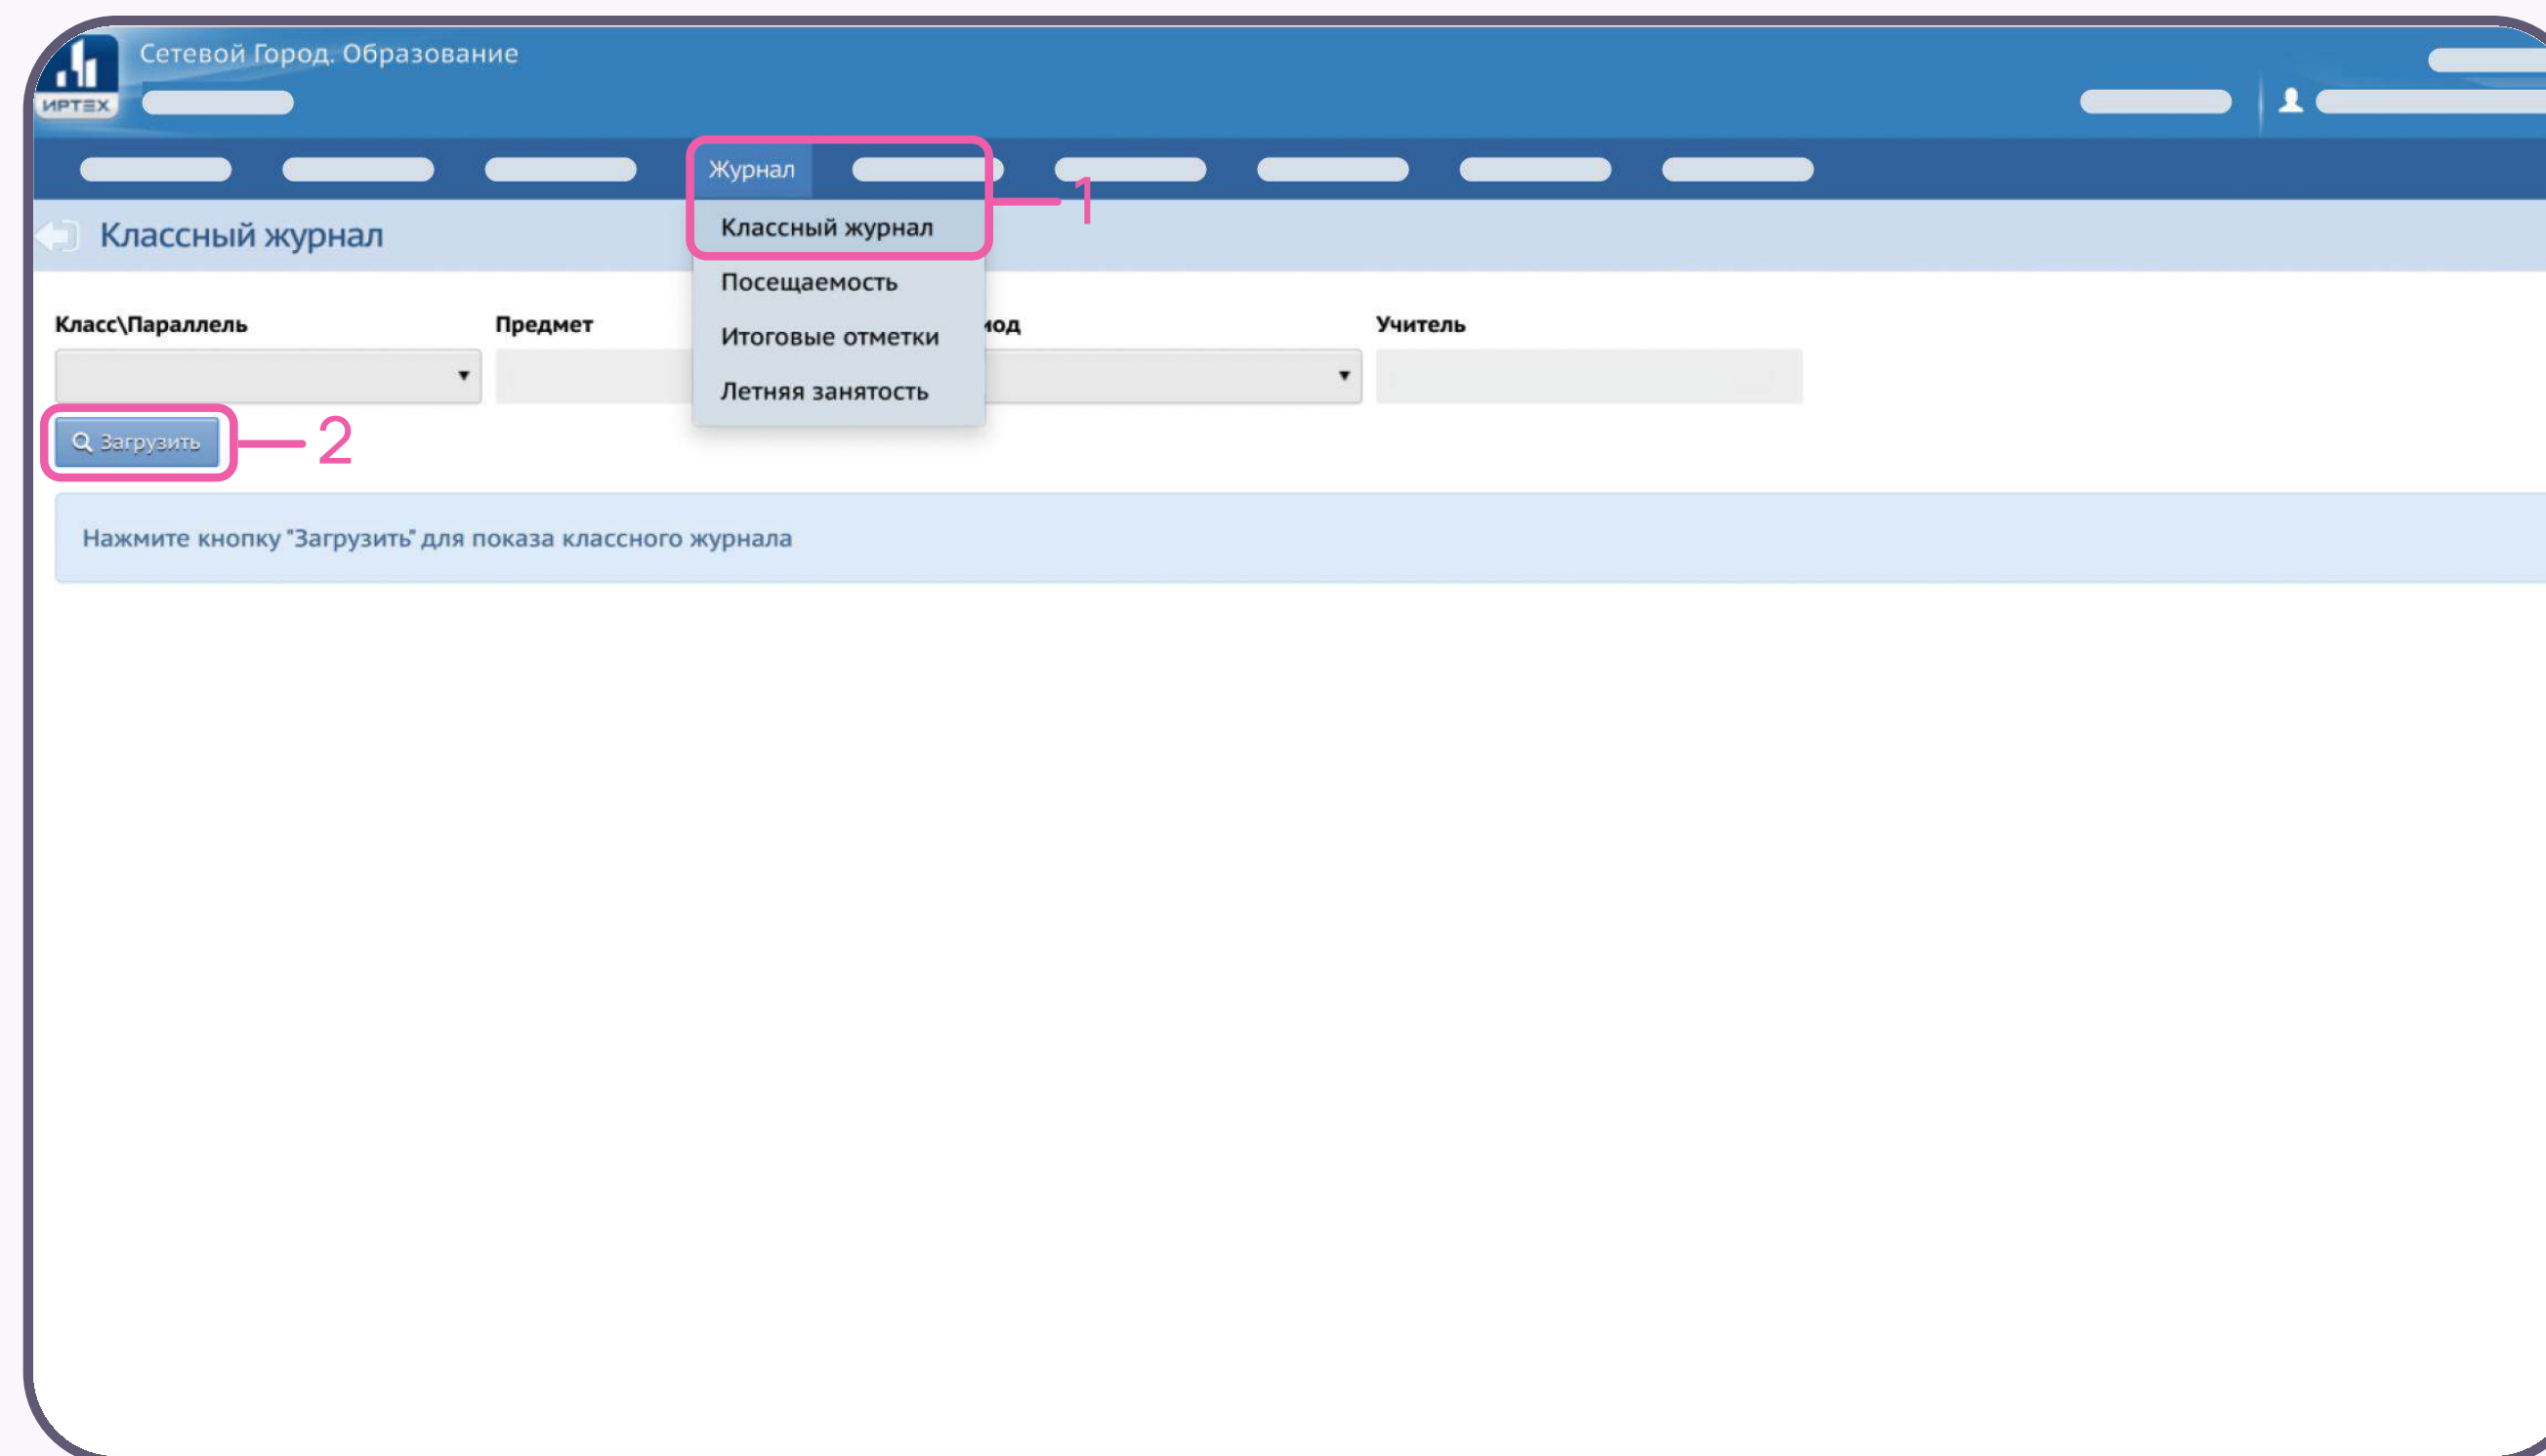 Сетевой Город. Образование
ИРТЕХ
Журнал
1
Классный журнал
Классный журнал
Посещаемость
Итоговые отметки
Летняя занятость
Класс\Параллель
Предмет
иод
Учитель
Загрузить
2
Нажмите кнопку "Загрузить" для показа классного журнала